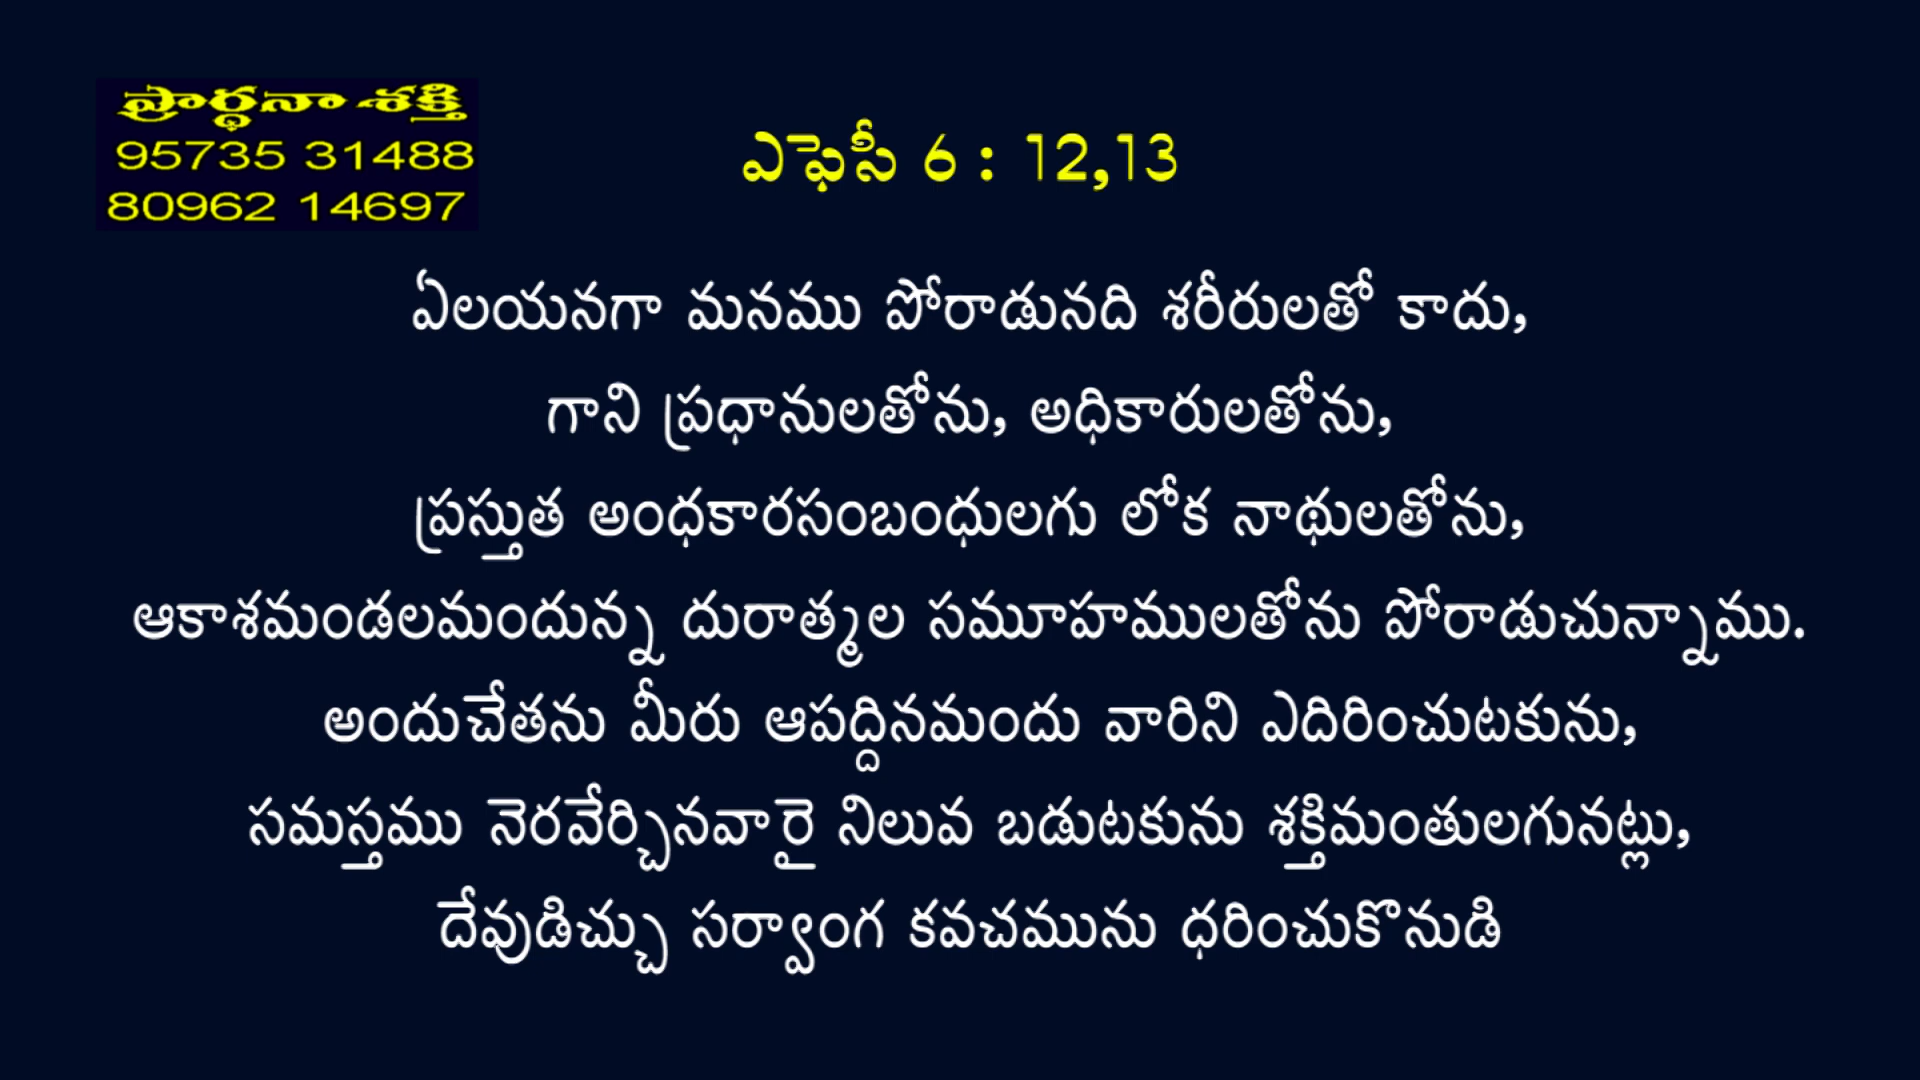 ప్రార్ధనా శక్తి
95735 31488
80962 14697
ఎఫెసీ 6 : 12,13
ఏలయనగా మనము పోరాడునది శరీరులతో కాదు,
గాని ప్రధానులతోను, అధికారులతోను,
ప్రస్తుత అంధకారసంబంధులగు లోక నాథులతోను,
ఆకాశమండలమందున్న దురాత్మల సమూహములతోను పోరాడుచున్నాము.
అందుచేతను మీరు ఆపద్దినమందు వారిని ఎదిరించుటకును,
సమస్తము నెరవేర్చినవారై నిలువ బడుటకును శక్తిమంతులగునట్లు,
దేవుడిచ్చు సర్వాంగ కవచమును ధరించుకొనుడి